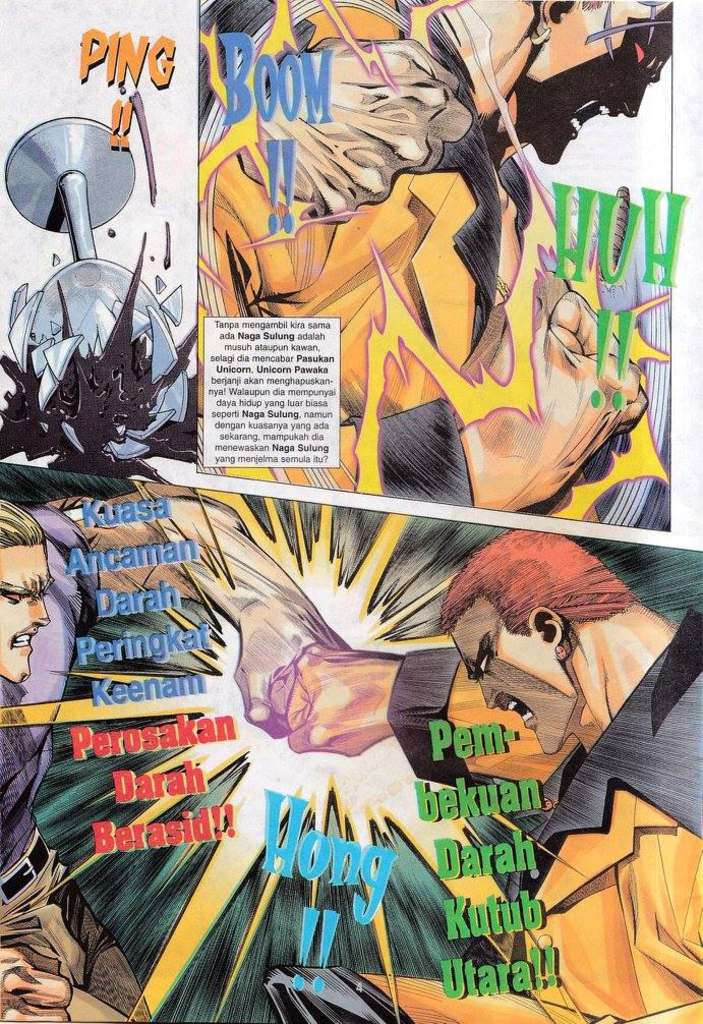 PING
!!
BOOM
!!
HUH
!!
Tanpa mengambil kira sama
ada Naga Sulung adalah
musuh ataupun kawan,
selagi dia mencabar Pasukan
Unicorn, Unicorn Pawaka
berjanji akan menghapuskan-
nya! Walaupun dia mempunyai
daya hidup yang luar biasa
seperti Naga Sulung, namun
dengan kuasanya yang ada
sekarang, mampukah dia
menewaskan Naga Sulung
yang menjelma semula itu?
Kuasa
Ancaman
Darah
Peringkat
Keenam
Perosakan
Darah
Berasid!!
Pem-
bekuan
Darah
Kutub
Utara!!
Hong
!!
4